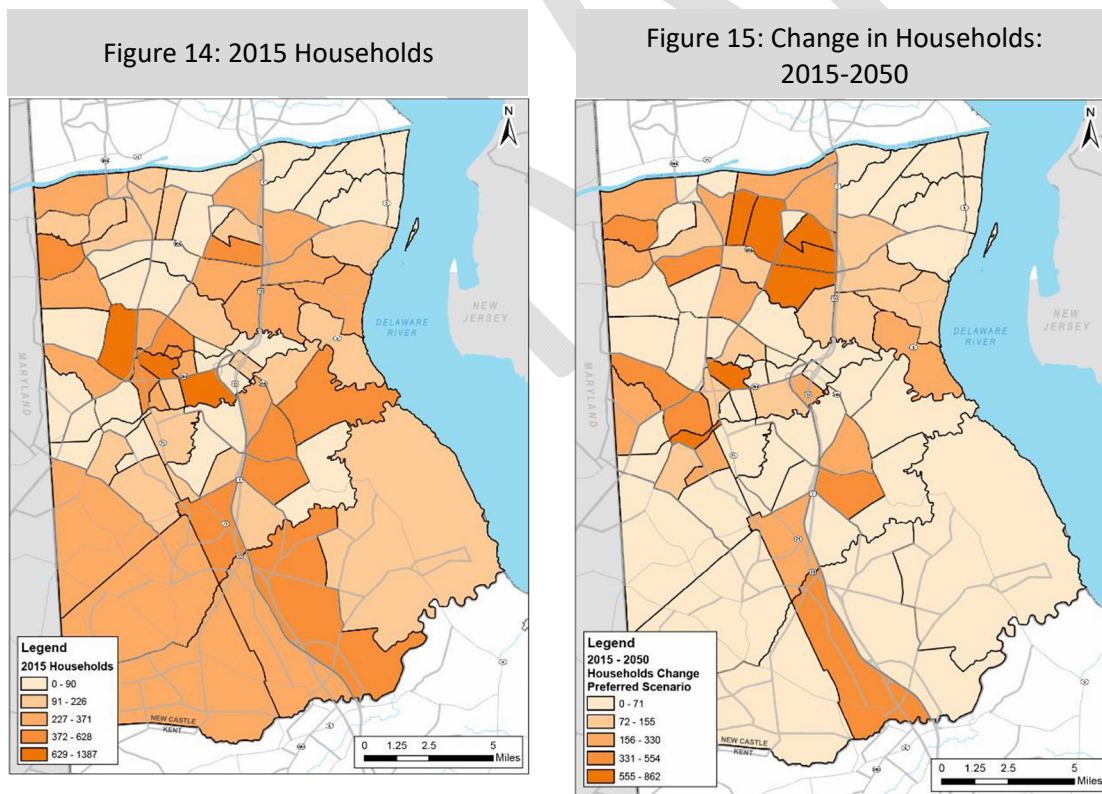 Figure 14: 2015 Households
N
NEW
JERSEY
DELAWARE
RIVER
MARYLAND
Legend
2015 Households
0 - 90
91 - 226
227 - 371
372 - 628
629 - 1387
NEW CASTLE
KENT
0 1.25 2.5 5
Miles
Figure 15: Change in Households:
2015-2050
N
NEW
JERSEY
DELAWARE
RIVER
MARYLAND
Legend
2015 - 2050
Households Change
Preferred Scenario
0 - 71
72 - 155
156 - 330
331 - 554
555 - 862
NEW CASTLE
KENT
0 1.25 2.5 5
Miles